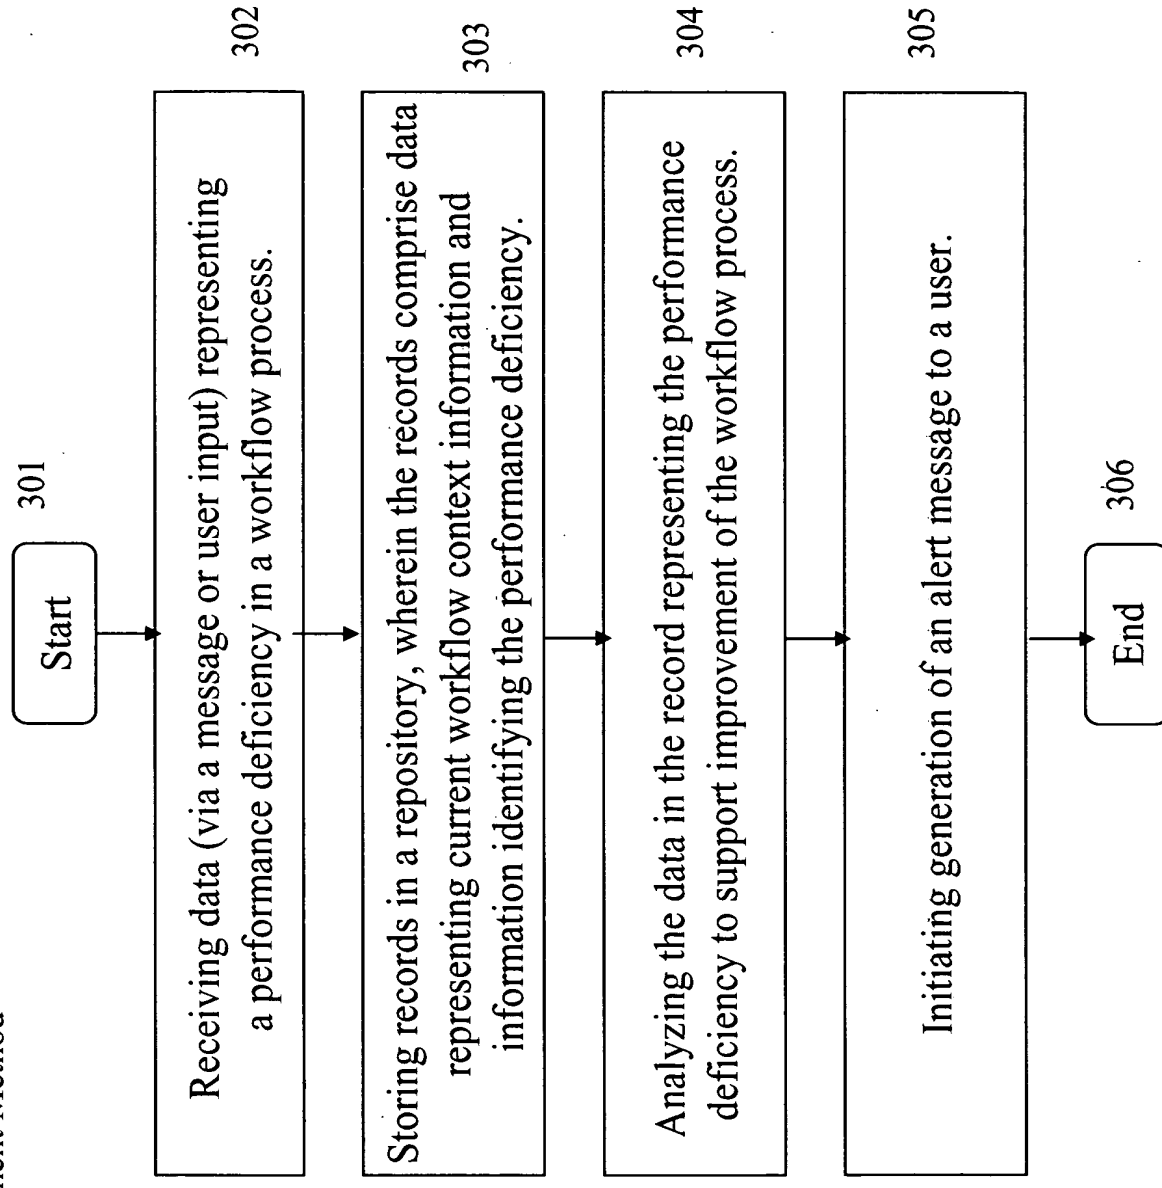 Method
301
Start
302
Receiving data (via a message or user input) representing
a performance deficiency in a workflow process.
303
Storing records in a repository, wherein the records comprise data
representing current workflow context information and
information identifying the performance deficiency.
304
Analyzing the data in the record representing the performance
deficiency to support improvement of the workflow process.
305
Initiating generation of an alert message to a user.
306
End